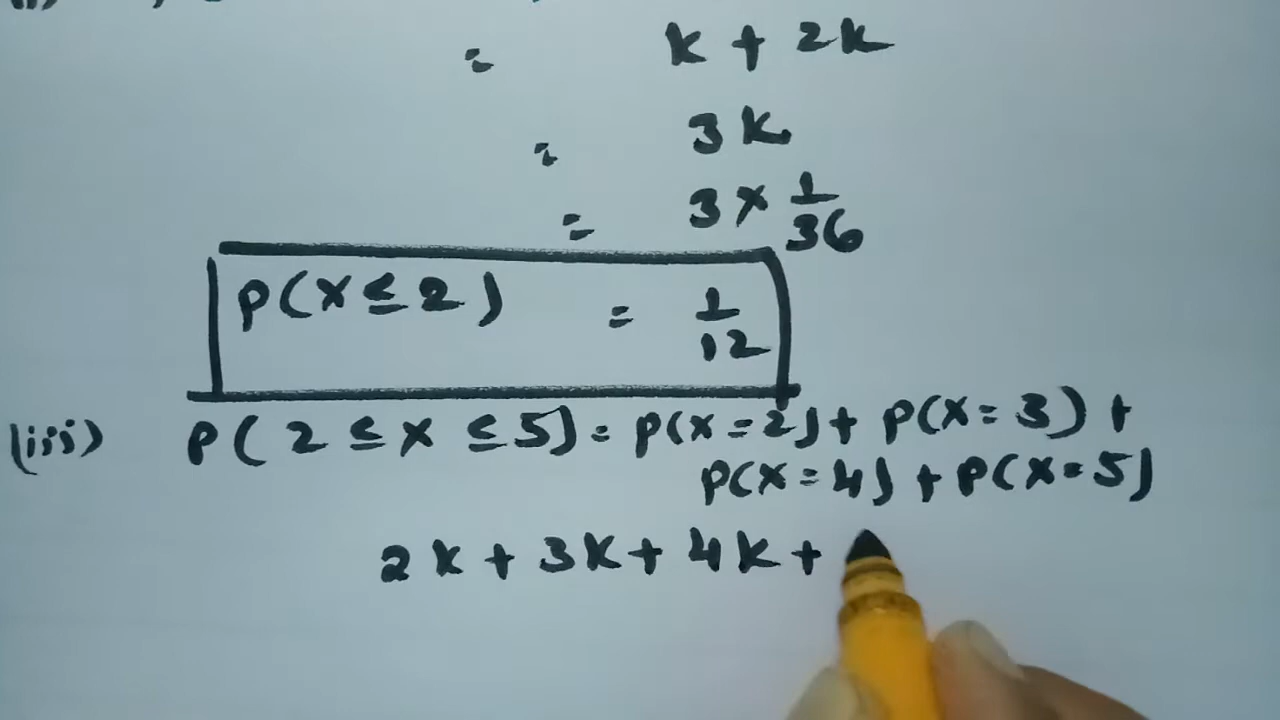 = k + 2k
= 3k
= 3 × 1/36
P(X ≤ 2) = 1/12
(iii) P(2 ≤ X ≤ 5) = P(X = 2) + P(X = 3) +
P(X = 4) + P(X = 5)
2k + 3k + 4k +